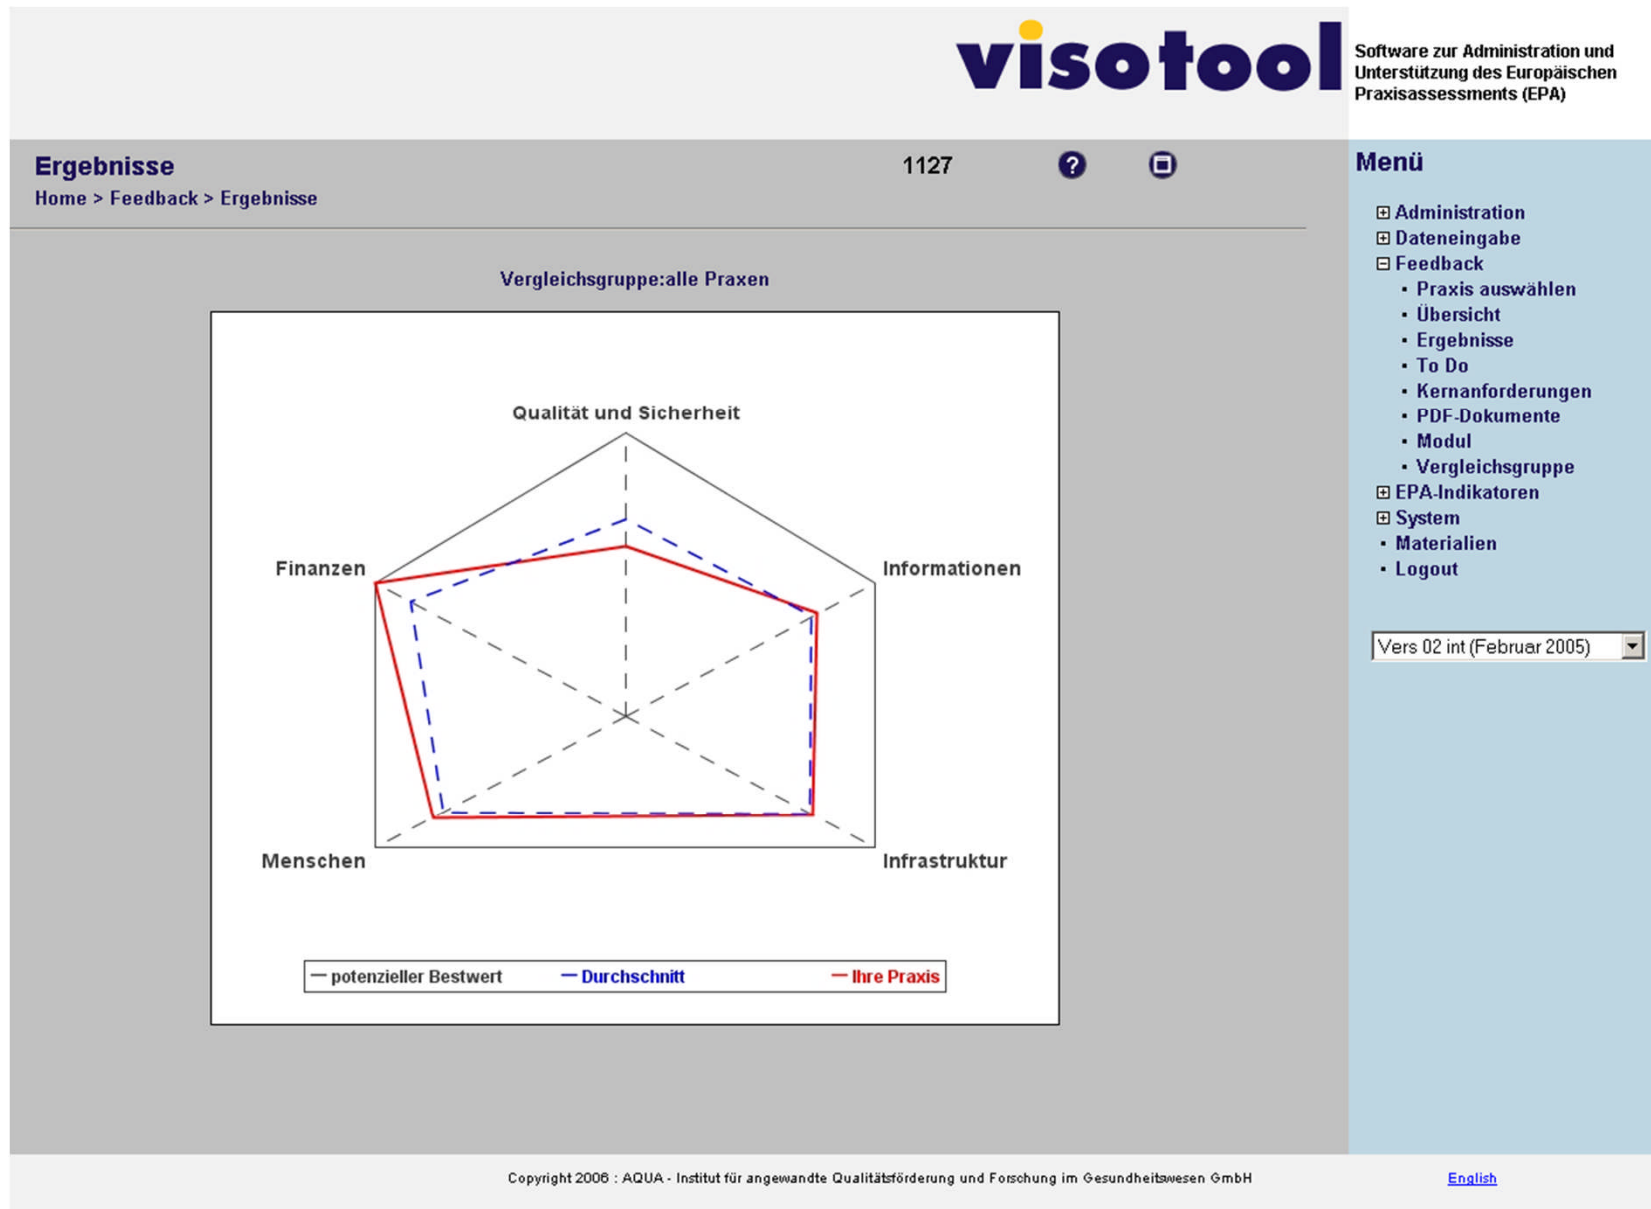 visotool
Software zur Administration und
Unterstützung des Europäischen
Praxisassessments (EPA)
Ergebnisse
1127
?
Home > Feedback > Ergebnisse
Vergleichsgruppe:alle Praxen
Qualität und Sicherheit
Finanzen
Informationen
Menschen
Infrastruktur
potenzieller Bestwert
Durchschnitt
Ihre Praxis
Menü
Administration
Dateneingabe
Feedback
Praxis auswählen
Übersicht
Ergebnisse
To Do
Kernanforderungen
PDF-Dokumente
Modul
Vergleichsgruppe
EPA-Indikatoren
System
Materialien
Logout
Vers 02 int (Februar 2005)
Copyright 2006 : AQUA - Institut für angewandte Qualitätsförderung und Forschung im Gesundheitswesen GmbH
English